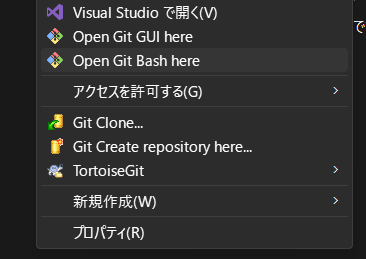 Visual Studio で開く(V)
Open Git GUI here
Open Git Bash here
アクセスを許可する(G)
Git Clone...
Git Create repository here...
TortoiseGit
新規作成(W)
プロパティ(R)
で